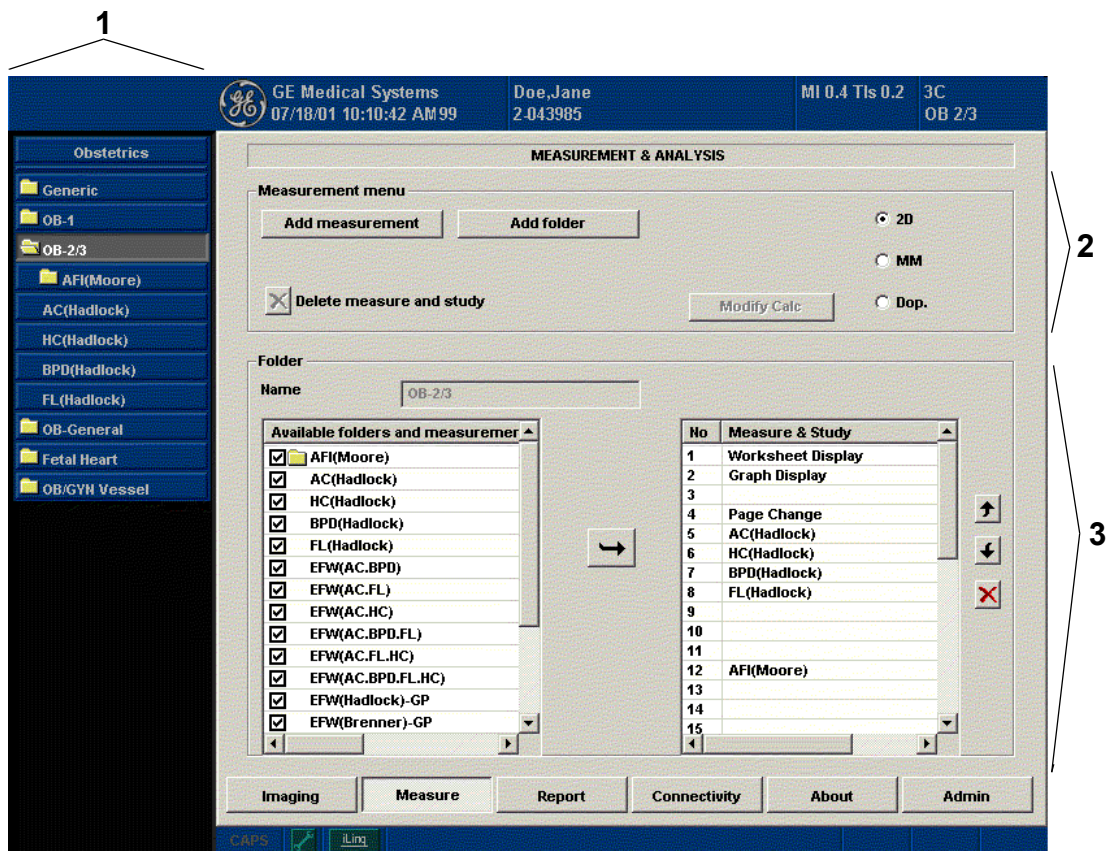 1
GE Medical Systems
07/18/01 10:10:42 AM 99
Doe,Jane
2-043985
MI 0.4 TIs 0.2
3C
OB 2/3
Obstetrics
Generic
OB-1
OB-2/3
AFI(Moore)
AC(Hadlock)
HC(Hadlock)
BPD(Hadlock)
FL(Hadlock)
OB-General
Fetal Heart
OB/GYN Vessel
MEASUREMENT & ANALYSIS
Measurement menu
Add measurement
Add folder
2D
MM
Dop.
Delete measure and study
Modify Calc
2
Folder
Name
OB-2/3
Available folders and measuremer
AFI(Moore)
AC(Hadlock)
HC(Hadlock)
BPD(Hadlock)
FL(Hadlock)
EFW(AC.BPD)
EFW(AC.FL)
EFW(AC.HC)
EFW(AC.BPD.FL)
EFW(AC.FL.HC)
EFW(AC.BPD.FL.HC)
EFW(Hadlock)-GP
EFW(Brenner)-GP
No Measure & Study
1 Worksheet Display
2 Graph Display
3
4 Page Change
5 AC(Hadlock)
6 HC(Hadlock)
7 BPD(Hadlock)
8 FL(Hadlock)
9
10
11
12 AFI(Moore)
13
14
15
3
Imaging
Measure
Report
Connectivity
About
Admin
CAPS
iLinq